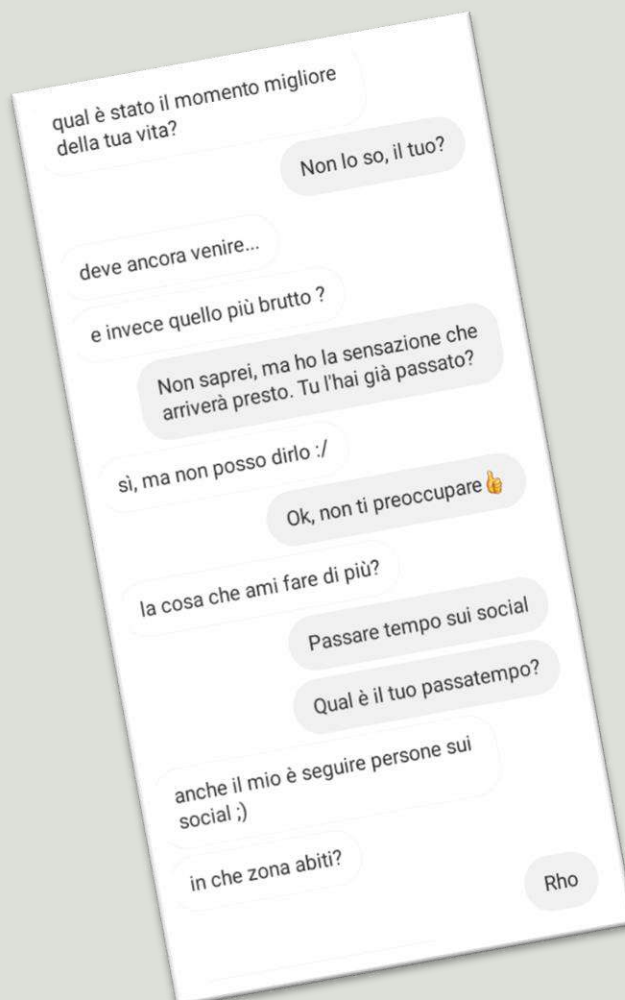 qual è stato il momento migliore
della tua vita?
Non lo so, il tuo?
deve ancora venire...
e invece quello più brutto ?
Non saprei, ma ho la sensazione che
arriverà presto. Tu l'hai già passato?
sì, ma non posso dirlo :/
Ok, non ti preoccupare👍
la cosa che ami fare di più?
Passare tempo sui social
Qual è il tuo passatempo?
anche il mio è seguire persone sui
social ;)
in che zona abiti?
Rho